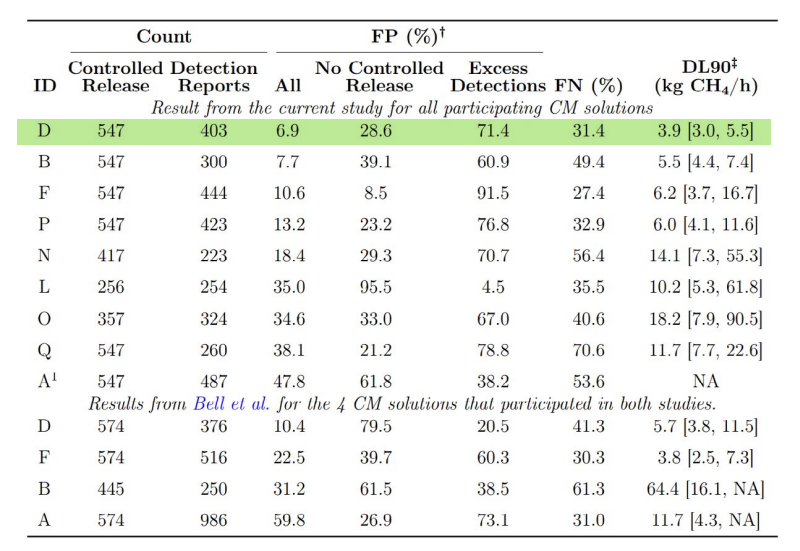 Count FP (%)†
Controlled Detection No Controlled Excess DL90‡
ID Release Reports All Release Detections FN (%) (kg CH₄/h)
Result from the current study for all participating CM solutions
D 547 403 6.9 28.6 71.4 31.4 3.9 [3.0, 5.5]
B 547 300 7.7 39.1 60.9 49.4 5.5 [4.4, 7.4]
F 547 444 10.6 8.5 91.5 27.4 6.2 [3.7, 16.7]
P 547 423 13.2 23.2 76.8 32.9 6.0 [4.1, 11.6]
N 417 223 18.4 29.3 70.7 56.4 14.1 [7.3, 55.3]
L 256 254 35.0 95.5 4.5 35.5 10.2 [5.3, 61.8]
O 357 324 34.6 33.0 67.0 40.6 18.2 [7.9, 90.5]
Q 547 260 38.1 21.2 78.8 70.6 11.7 [7.7, 22.6]
A¹ 547 487 47.8 61.8 38.2 53.6 NA
Results from Bell et al. for the 4 CM solutions that participated in both studies.
D 574 376 10.4 79.5 20.5 41.3 5.7 [3.8, 11.5]
F 574 516 22.5 39.7 60.3 30.3 3.8 [2.5, 7.3]
B 445 250 31.2 61.5 38.5 61.3 64.4 [16.1, NA]
A 574 986 59.8 26.9 73.1 31.0 11.7 [4.3, NA]